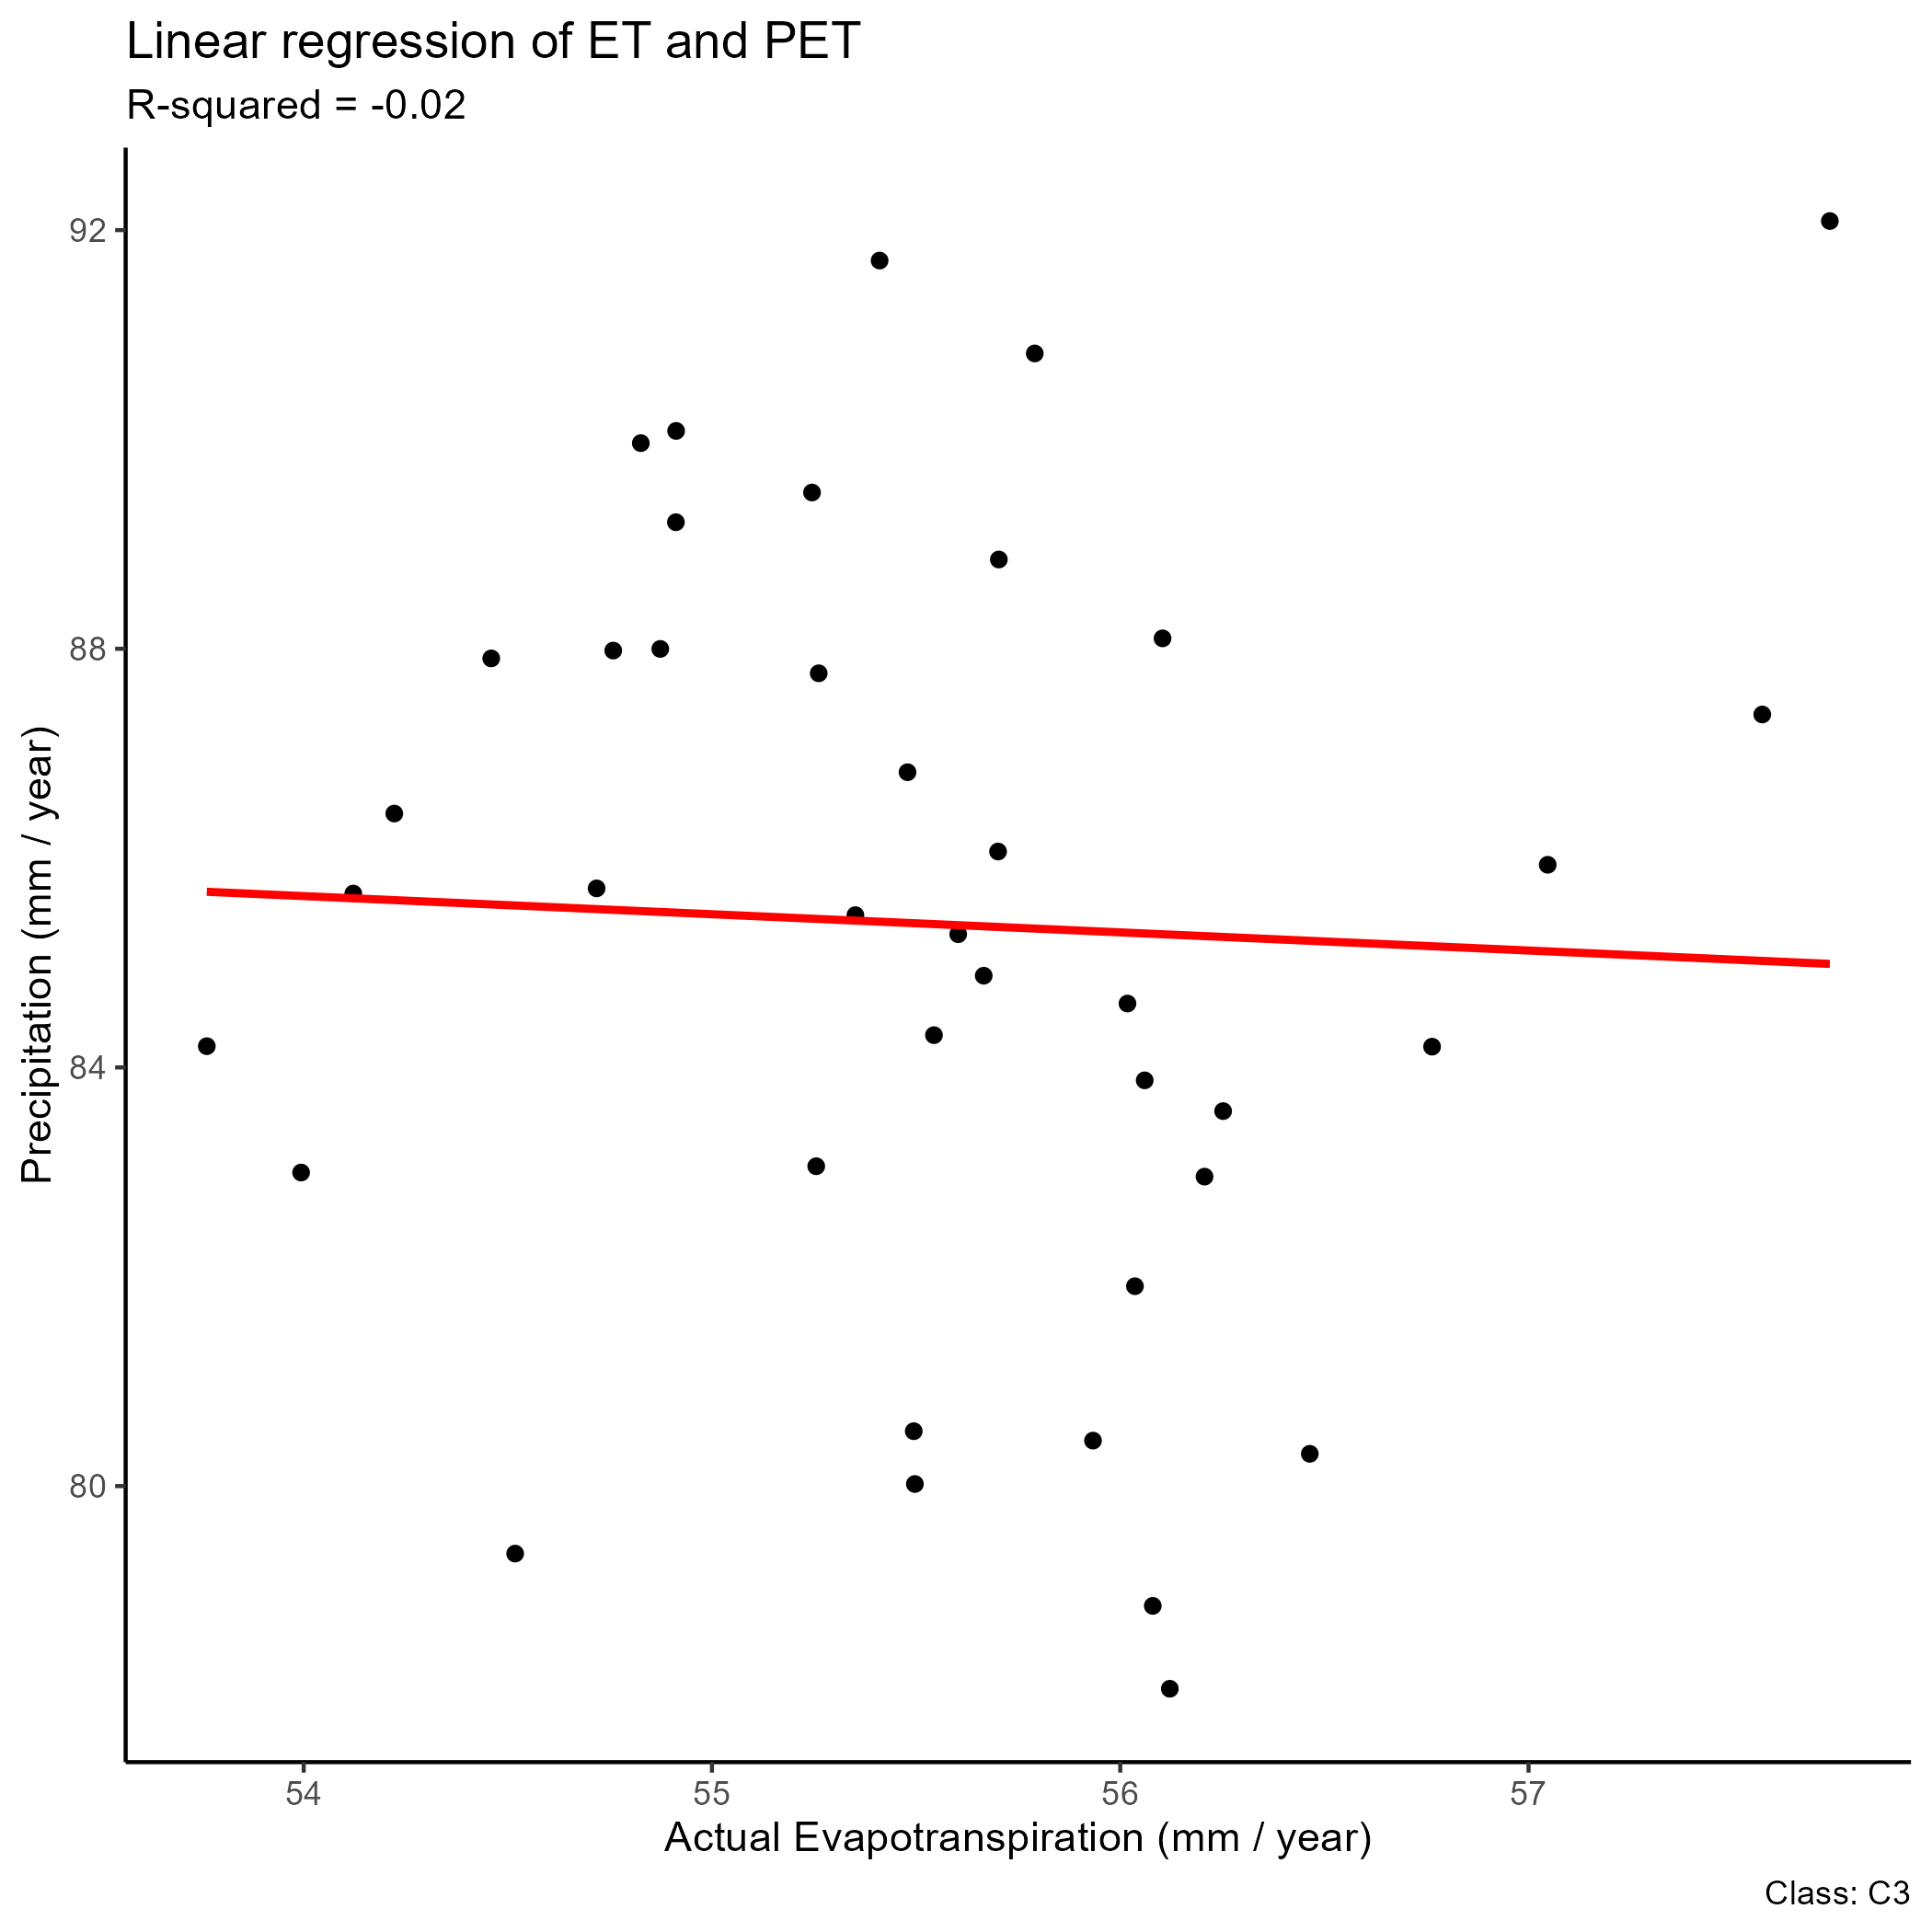 Linear regression of ET and PET
R-squared = -0.02
92
88
84
80
Precipitation (mm / year)
54 55 56 57
Actual Evapotranspiration (mm / year)
Class: C3